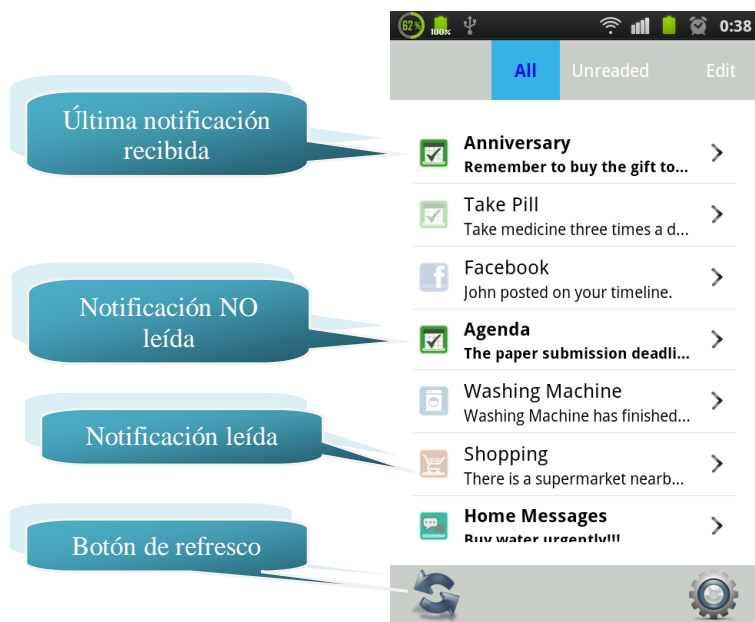 62%
100%
0:38
All
Unreaded
Edit
Última notificación
recibida
Anniversary
Remember to buy the gift to...
Take Pill
Take medicine three times a d...
Facebook
John posted on your timeline.
Notificación NO
leída
Agenda
The paper submission deadli...
Washing Machine
Washing Machine has finished...
Notificación leída
Shopping
There is a supermarket nearb...
Home Messages
Buy water urgently!!!
Botón de refresco